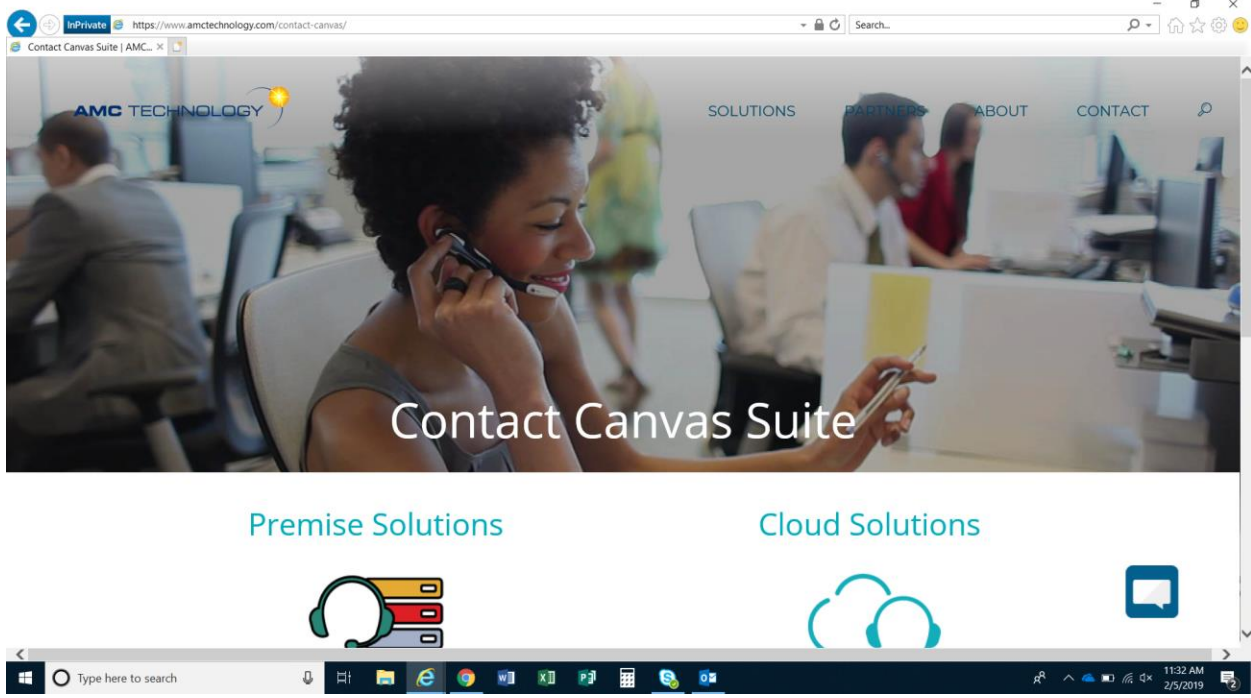 InPrivate https://www.amctechnology.com/contact-canvas/ Search...
Contact Canvas Suite | AMC...
AMC TECHNOLOGY SOLUTIONS PARTNERS ABOUT CONTACT
Contact Canvas Suite
Premise Solutions Cloud Solutions
Type here to search
11:32 AM
2/5/2019
2